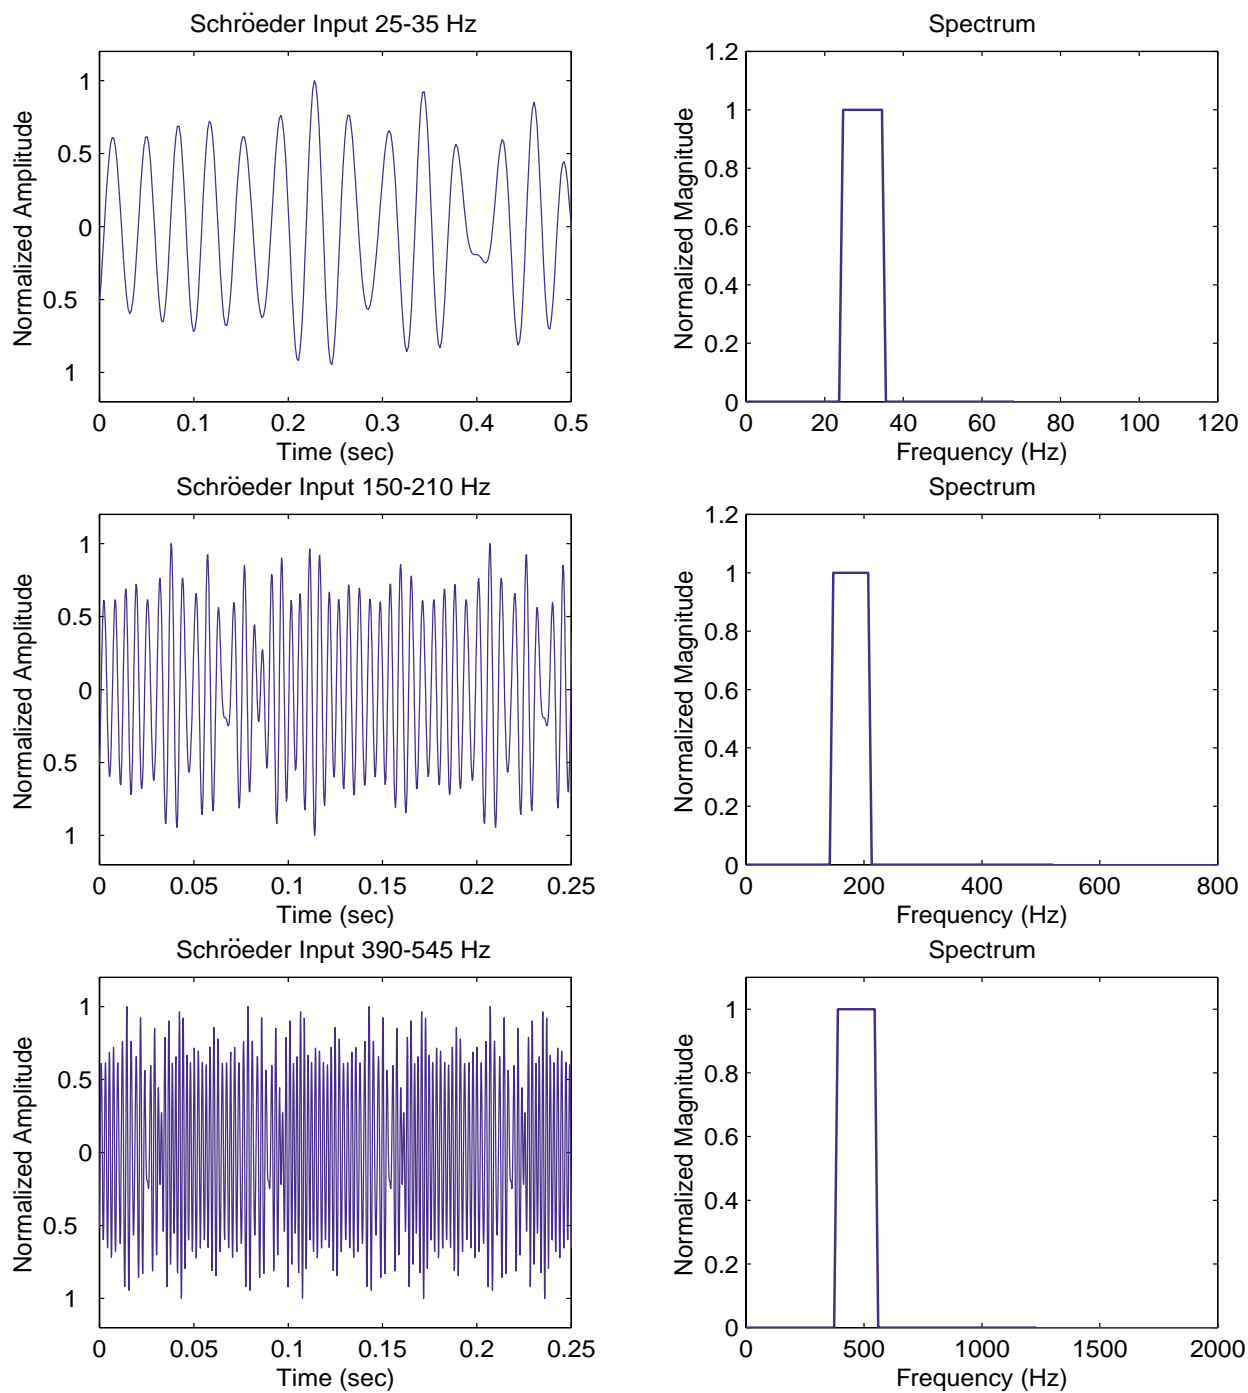 Schröeder Input 25-35 Hz
Normalized Amplitude
1
0.5
0
0.5
1
0 0.1 0.2 0.3 0.4 0.5
Time (sec)
Spectrum
Normalized Magnitude
1.2
1
0.8
0.6
0.4
0.2
0
0 20 40 60 80 100 120
Frequency (Hz)
Schröeder Input 150-210 Hz
Normalized Amplitude
1
0.5
0
0.5
1
0 0.05 0.1 0.15 0.2 0.25
Time (sec)
Spectrum
Normalized Magnitude
1.2
1
0.8
0.6
0.4
0.2
0
0 200 400 600 800
Frequency (Hz)
Schröeder Input 390-545 Hz
Normalized Amplitude
1
0.5
0
0.5
1
0 0.05 0.1 0.15 0.2 0.25
Time (sec)
Spectrum
Normalized Magnitude
1
0.8
0.6
0.4
0.2
0
0 500 1000 1500 2000
Frequency (Hz)